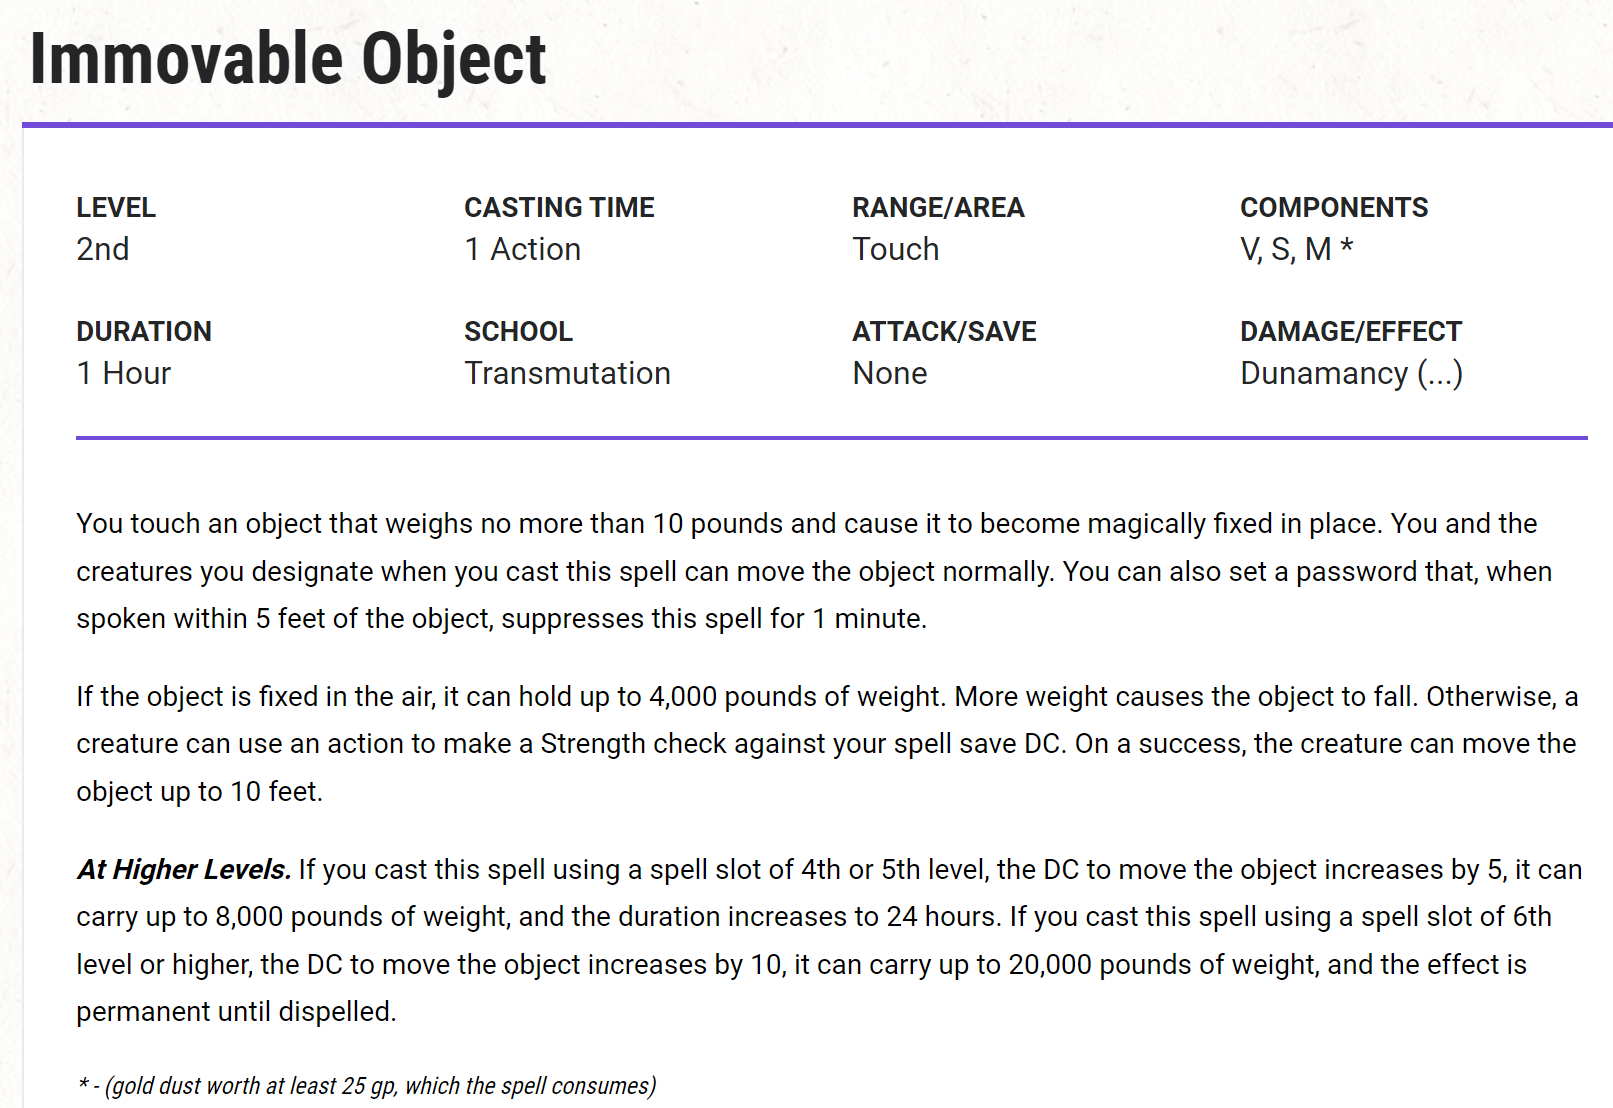 Immovable Object
LEVEL
2nd
CASTING TIME
1 Action
RANGE/AREA
Touch
COMPONENTS
V, S, M *
DURATION
1 Hour
SCHOOL
Transmutation
ATTACK/SAVE
None
DAMAGE/EFFECT
Dunamancy (...)
You touch an object that weighs no more than 10 pounds and cause it to become magically fixed in place. You and the
creatures you designate when you cast this spell can move the object normally. You can also set a password that, when
spoken within 5 feet of the object, suppresses this spell for 1 minute.
If the object is fixed in the air, it can hold up to 4,000 pounds of weight. More weight causes the object to fall. Otherwise, a
creature can use an action to make a Strength check against your spell save DC. On a success, the creature can move the
object up to 10 feet.
At Higher Levels. If you cast this spell using a spell slot of 4th or 5th level, the DC to move the object increases by 5, it can
carry up to 8,000 pounds of weight, and the duration increases to 24 hours. If you cast this spell using a spell slot of 6th
level or higher, the DC to move the object increases by 10, it can carry up to 20,000 pounds of weight, and the effect is
permanent until dispelled.
* - (gold dust worth at least 25 gp, which the spell consumes)